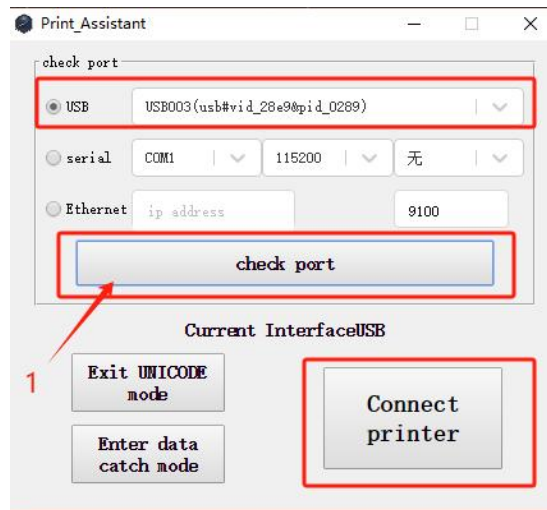 Print_Assistant
check port
USB USB003(usb#vid_28e9&pid_0289)
serial COM1 115200 无
Ethernet ip address 9100
check port
1
Current InterfaceUSB
Exit UNICODE
mode
Connect
printer
Enter data
catch mode